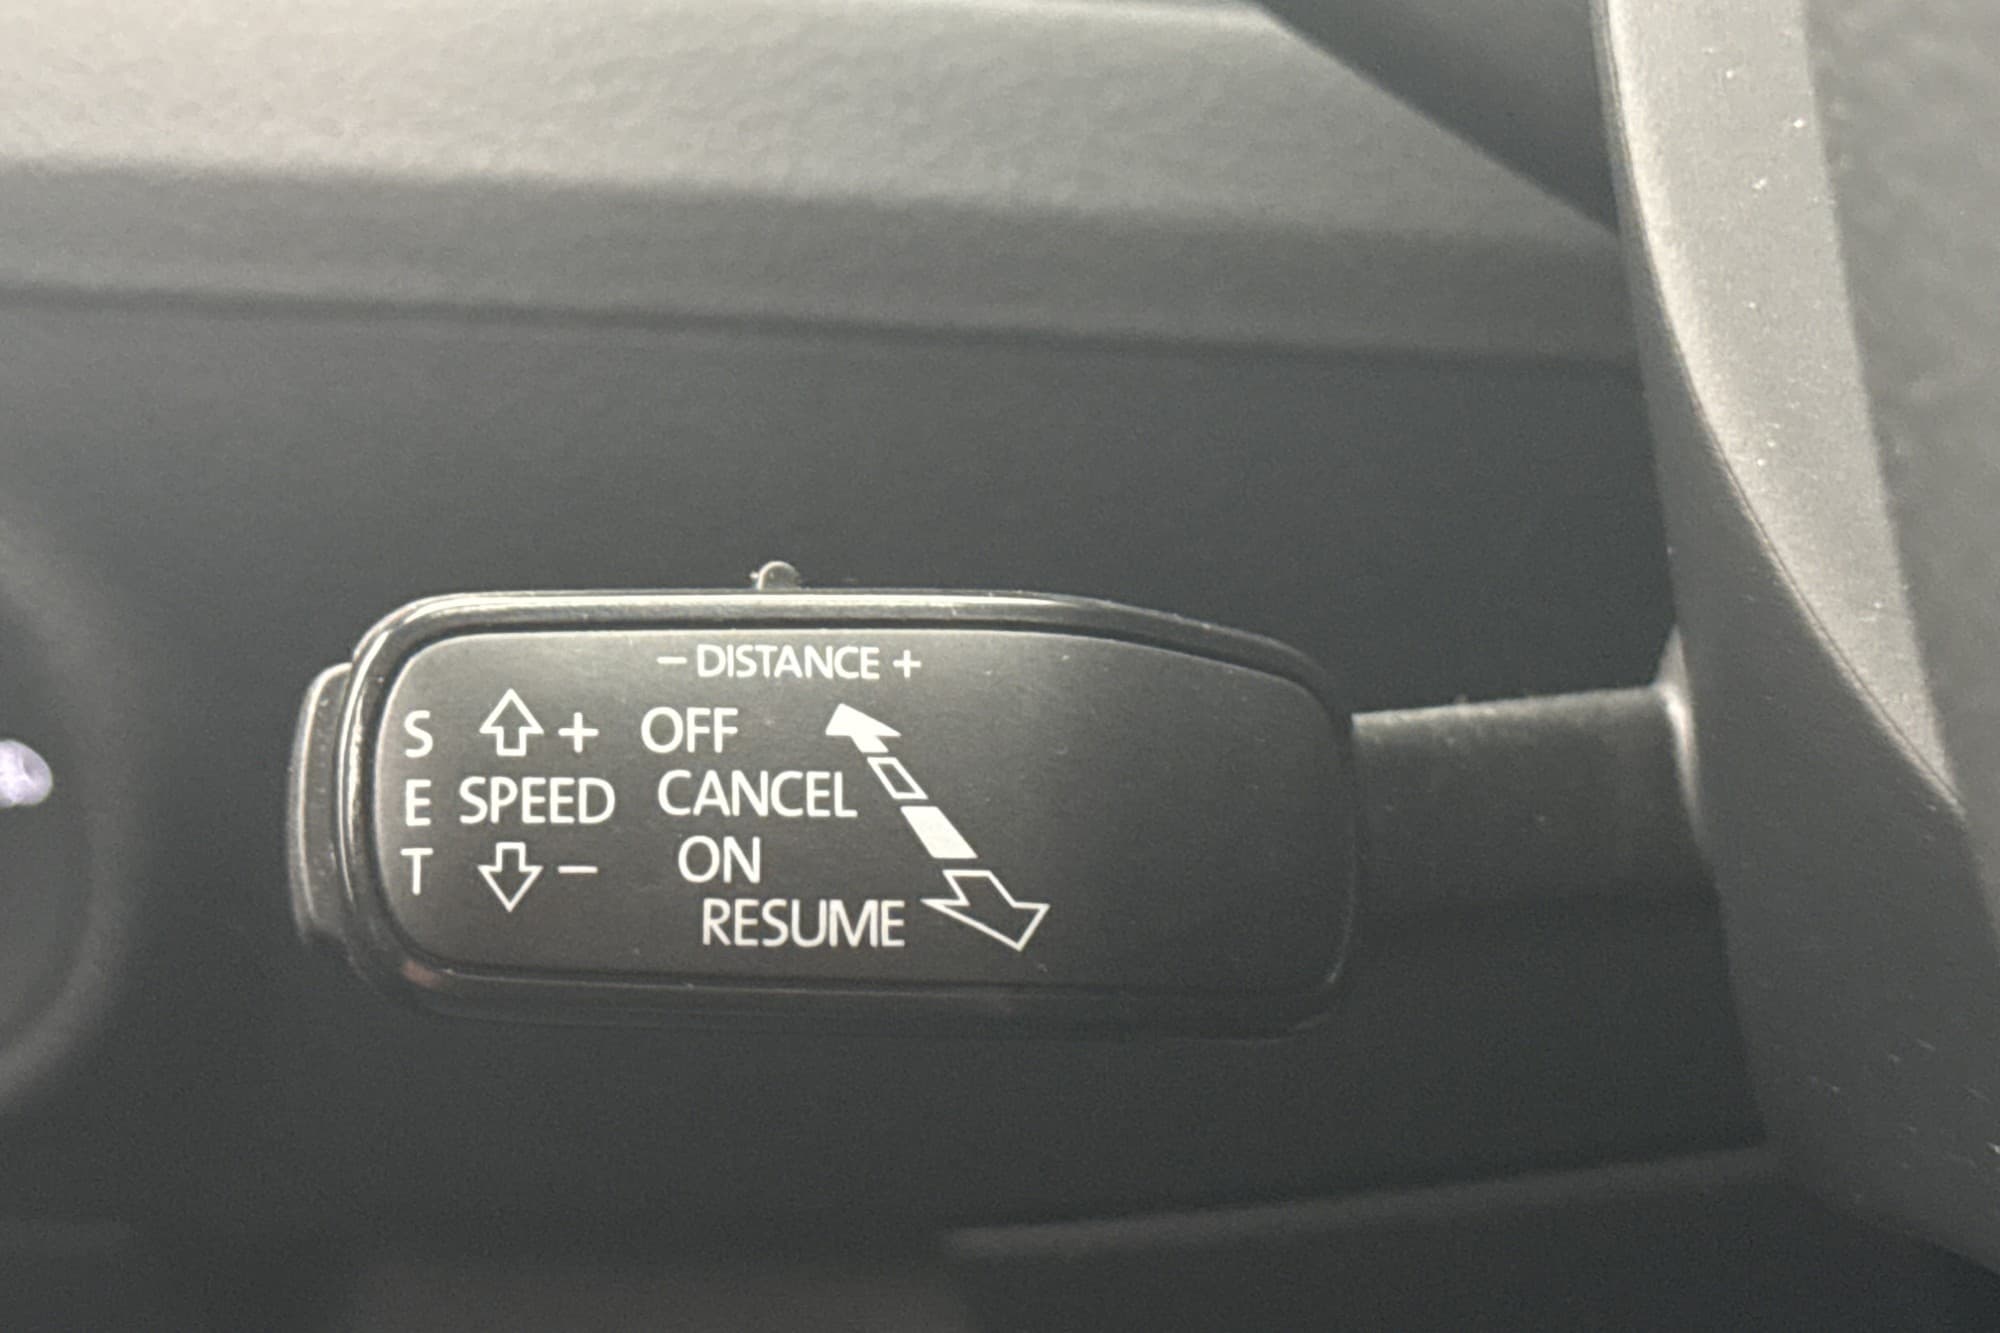 − DISTANCE +
S + OFF
E SPEED CANCEL
T − ON
RESUME